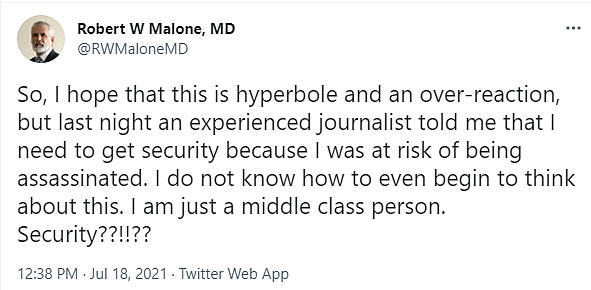 Robert W Malone, MD
@RWMaloneMD
So, I hope that this is hyperbole and an over-reaction,
but last night an experienced journalist told me that I
need to get security because I was at risk of being
assassinated. I do not know how to even begin to think
about this. I am just a middle class person.
Security??!!??
12:38 PM · Jul 18, 2021 · Twitter Web App